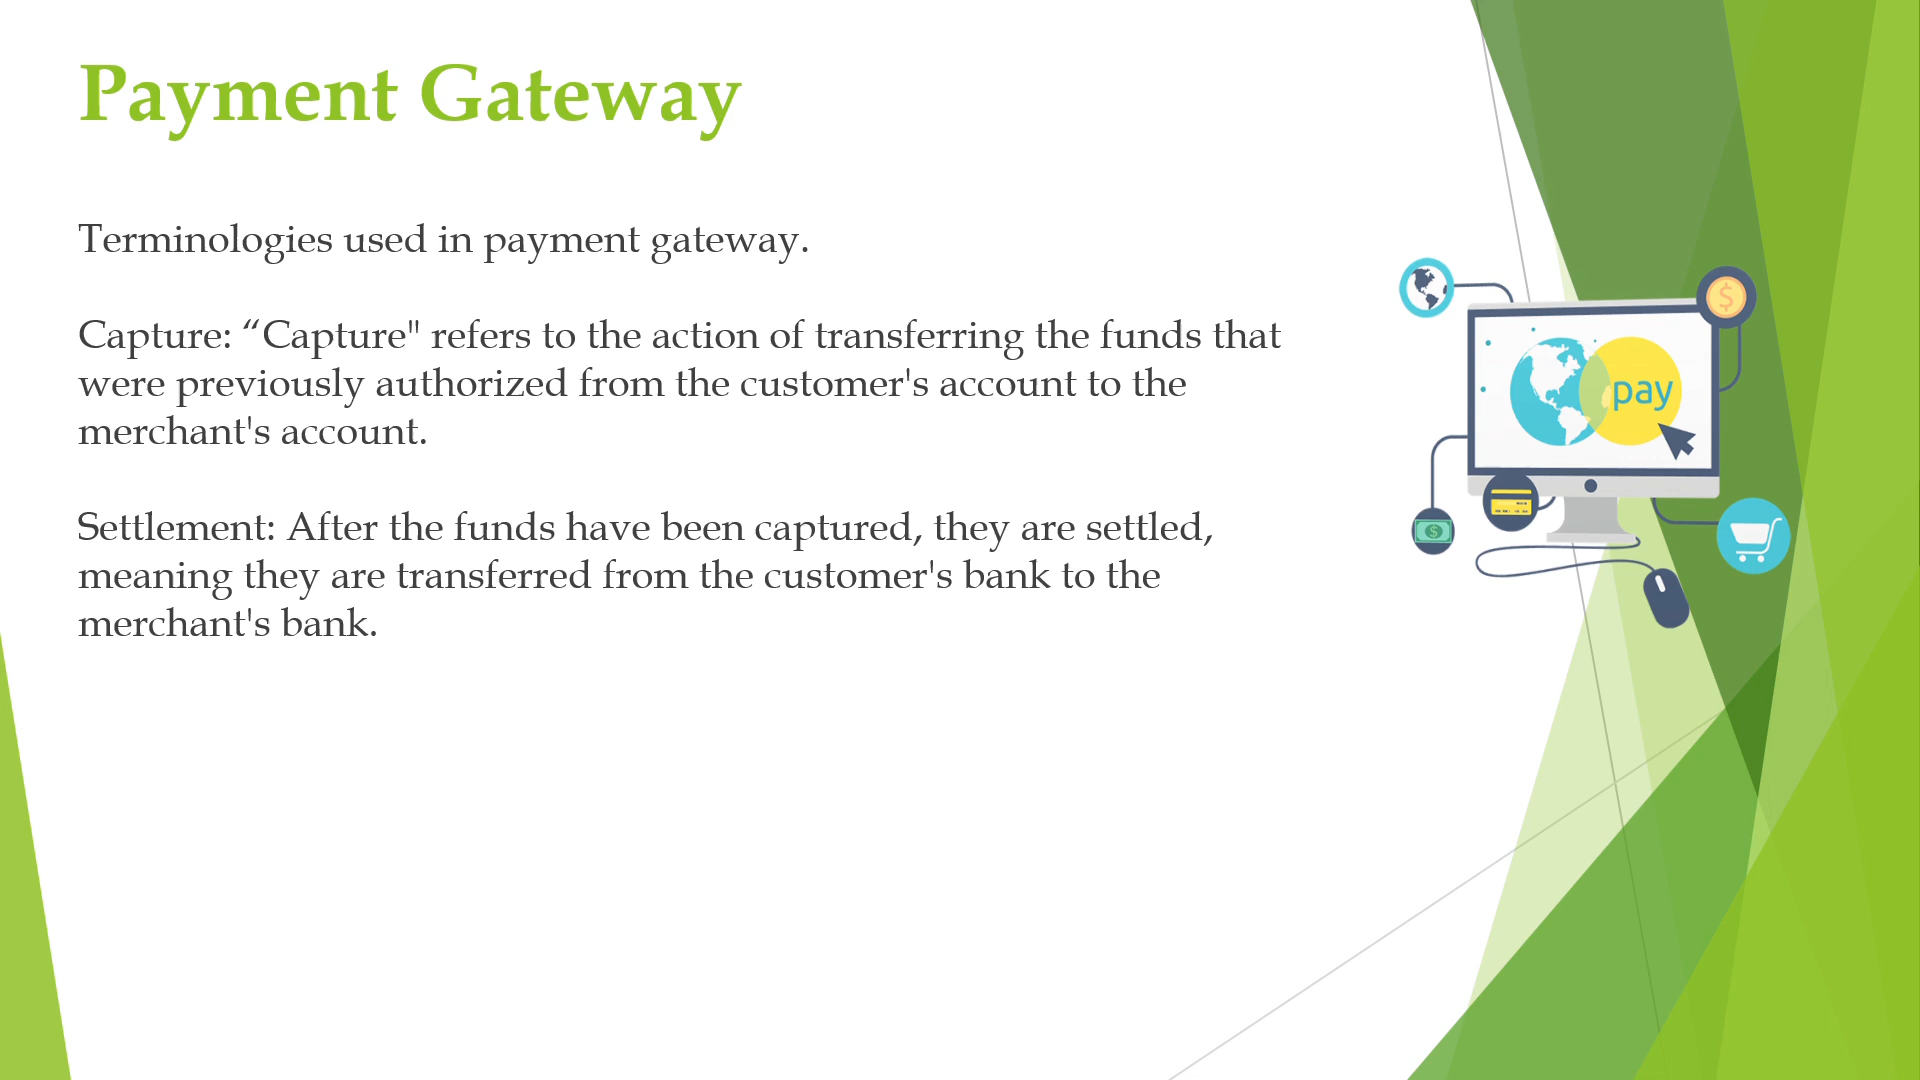 Payment Gateway
Terminologies used in payment gateway.
Capture: “Capture" refers to the action of transferring the funds that
were previously authorized from the customer's account to the
merchant's account.
Settlement: After the funds have been captured, they are settled,
meaning they are transferred from the customer's bank to the
merchant's bank.
$
pay
$